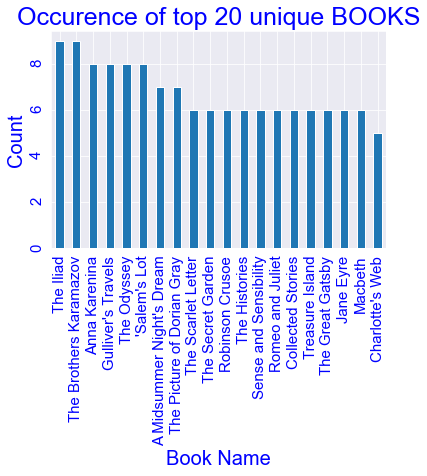 Occurence of top 20 unique BOOKS
Count
8
6
4
2
0
The Iliad
The Brothers Karamazov
Anna Karenina
Gulliver's Travels
The Odyssey
'Salem's Lot
A Midsummer Night's Dream
The Picture of Dorian Gray
The Scarlet Letter
The Secret Garden
Robinson Crusoe
The Histories
Sense and Sensibility
Romeo and Juliet
Collected Stories
Treasure Island
The Great Gatsby
Jane Eyre
Macbeth
Charlotte's Web
Book Name